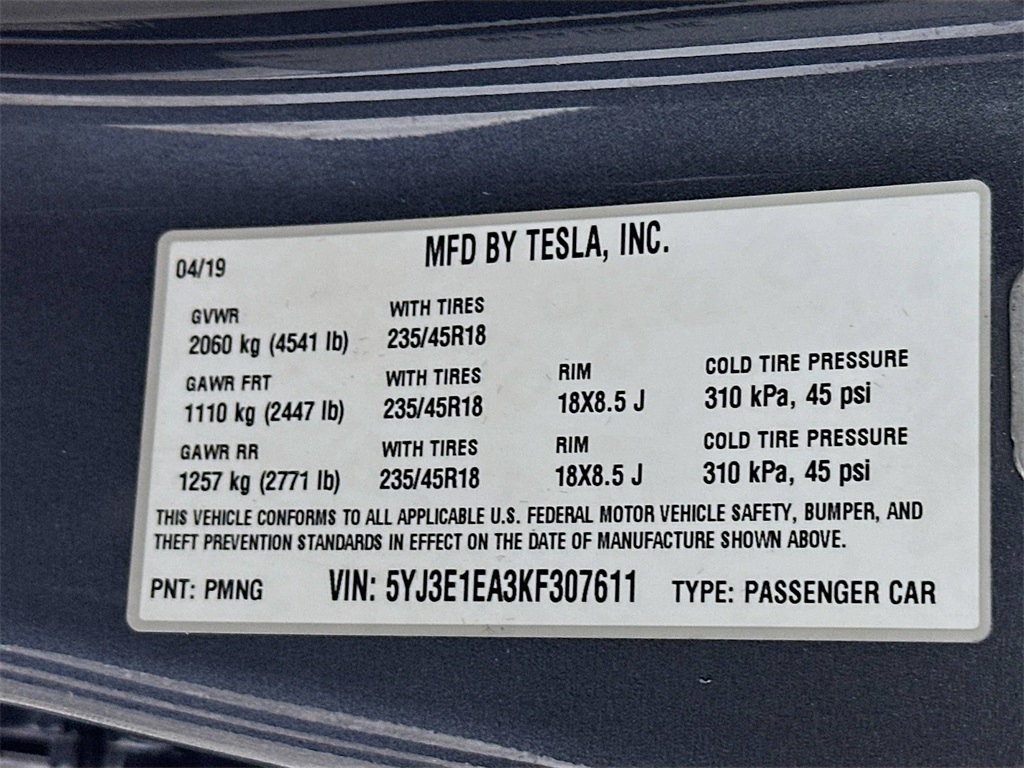 MFD BY TESLA, INC.
04/19
GVWR WITH TIRES
2060 kg (4541 lb) 235/45R18
GAWR FRT WITH TIRES RIM COLD TIRE PRESSURE
1110 kg (2447 lb) 235/45R18 18X8.5 J 310 kPa, 45 psi
GAWR RR WITH TIRES RIM COLD TIRE PRESSURE
1257 kg (2771 lb) 235/45R18 18X8.5 J 310 kPa, 45 psi
THIS VEHICLE CONFORMS TO ALL APPLICABLE U.S. FEDERAL MOTOR VEHICLE SAFETY, BUMPER, AND
THEFT PREVENTION STANDARDS IN EFFECT ON THE DATE OF MANUFACTURE SHOWN ABOVE.
PNT: PMNG VIN: 5YJ3E1EA3KF307611 TYPE: PASSENGER CAR